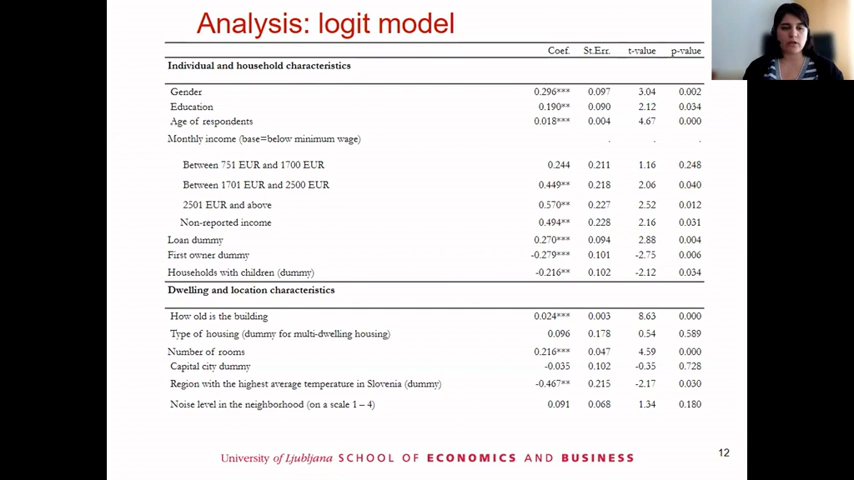 Analysis: logit model
Coef. St.Err. t-value p-value
Individual and household characteristics
Gender 0.296*** 0.097 3.04 0.002
Education 0.190** 0.090 2.12 0.034
Age of respondents 0.018*** 0.004 4.67 0.000
Monthly income (base=below minimum wage) . . .
Between 751 EUR and 1700 EUR 0.244 0.211 1.16 0.248
Between 1701 EUR and 2500 EUR 0.449** 0.218 2.06 0.040
2501 EUR and above 0.570** 0.227 2.52 0.012
Non-reported income 0.494** 0.228 2.16 0.031
Loan dummy 0.270*** 0.094 2.88 0.004
First owner dummy -0.279*** 0.101 -2.75 0.006
Households with children (dummy) -0.216** 0.102 -2.12 0.034
Dwelling and location characteristics
How old is the building 0.024*** 0.003 8.63 0.000
Type of housing (dummy for multi-dwelling housing) 0.096 0.178 0.54 0.589
Number of rooms 0.216*** 0.047 4.59 0.000
Capital city dummy -0.035 0.102 -0.35 0.728
Region with the highest average temperature in Slovenia (dummy) -0.467** 0.215 -2.17 0.030
Noise level in the neighborhood (on a scale 1 – 4) 0.091 0.068 1.34 0.180
University of Ljubljana SCHOOL OF ECONOMICS AND BUSINESS
12